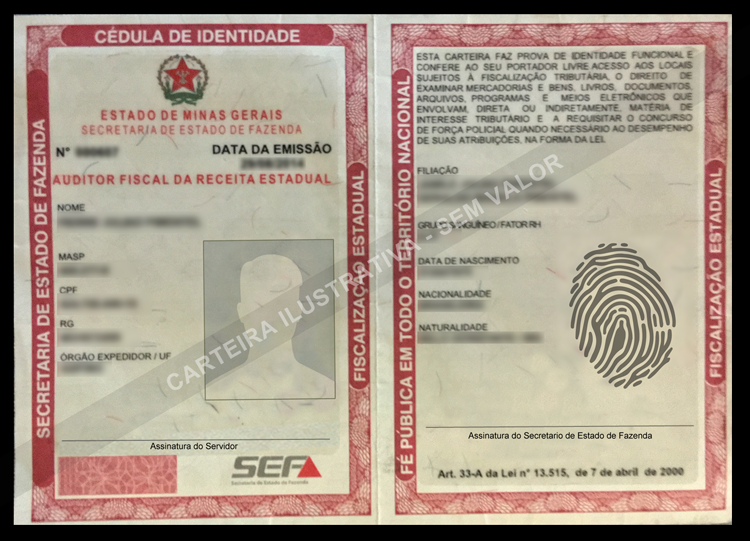 CÉDULA DE IDENTIDADE
SECRETARIA DE ESTADO DE FAZENDA
FISCALIZAÇÃO ESTADUAL
ESTADO DE MINAS GERAIS
SECRETARIA DE ESTADO DE FAZENDA
N° DATA DA EMISSÃO
AUDITOR FISCAL DA RECEITA ESTADUAL
NOME
MASP
CPF
RG
ÓRGÃO EXPEDIDOR / UF
Assinatura do Servidor
SEF
Secretaria de Estado de Fazenda
CARTEIRA ILUSTRATIVA - SEM VALOR
FÉ PÚBLICA EM TODO O TERRITÓRIO NACIONAL
FISCALIZAÇÃO ESTADUAL
ESTA CARTEIRA FAZ PROVA DE IDENTIDADE FUNCIONAL E
CONFERE AO SEU PORTADOR LIVRE ACESSO AOS LOCAIS
SUJEITOS À FISCALIZAÇÃO TRIBUTÁRIA, O DIREITO DE
EXAMINAR MERCADORIAS E BENS, LIVROS, DOCUMENTOS,
ARQUIVOS, PROGRAMAS E MEIOS ELETRÔNICOS QUE
ENVOLVAM, DIRETA OU INDIRETAMENTE, MATÉRIA DE
INTERESSE TRIBUTÁRIO E A REQUISITAR O CONCURSO
DE FORÇA POLICIAL QUANDO NECESSÁRIO AO DESEMPENHO
DE SUAS ATRIBUIÇÕES, NA FORMA DA LEI.
FILIAÇÃO
GRUPO SANGUÍNEO / FATOR RH
DATA DE NASCIMENTO
NACIONALIDADE
NATURALIDADE
Assinatura do Secretario de Estado de Fazenda
Art. 33-A da Lei n° 13.515, de 7 de abril de 2000